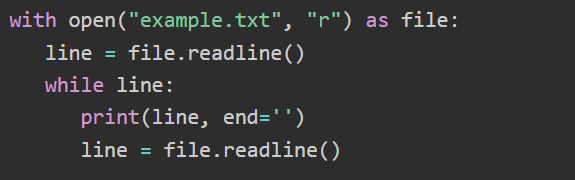 with open("example.txt", "r") as file:
   line = file.readline()
   while line:
      print(line, end='')
      line = file.readline()